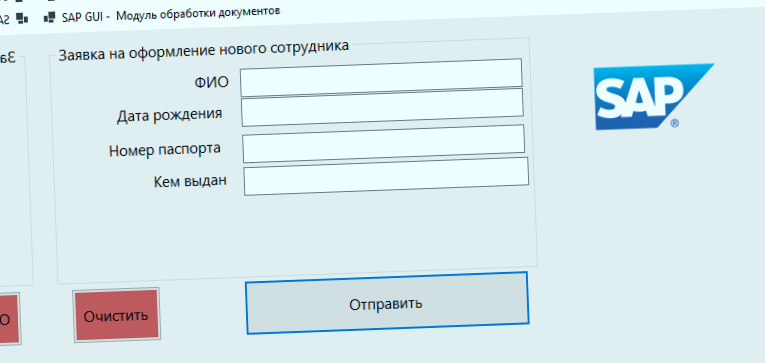 SAP GUI - Модуль обработки документов
Заявка на оформление нового сотрудника
ФИО
Дата рождения
Номер паспорта
Кем выдан
SAP®
Очистить
Отправить